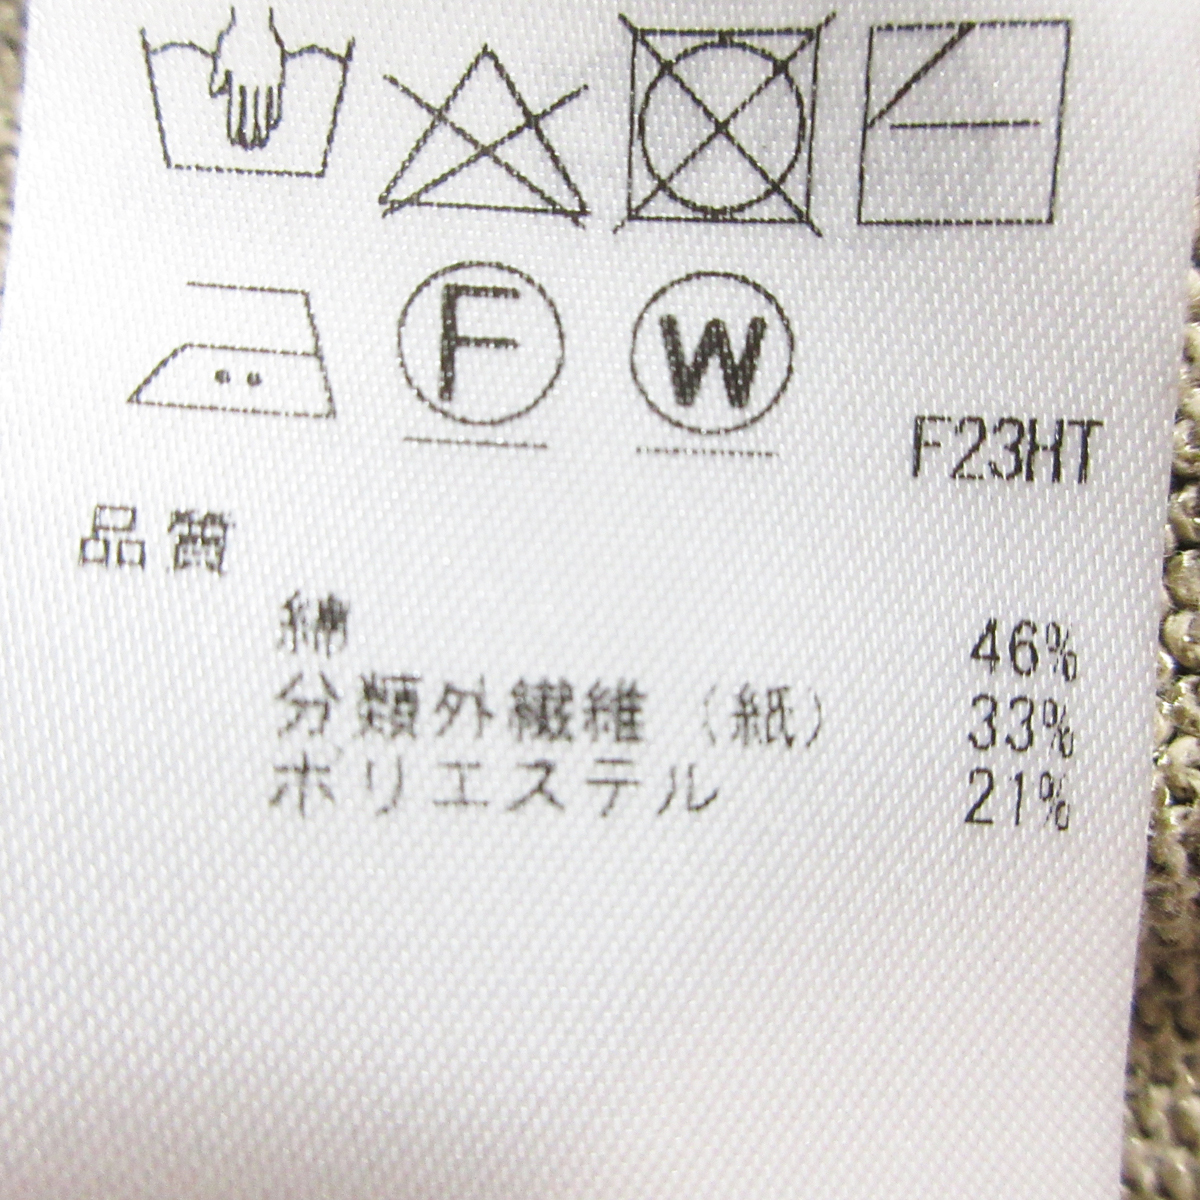 F W
F23HT
品質
綿 46%
分類外繊維（紙） 33%
ポリエステル 21%